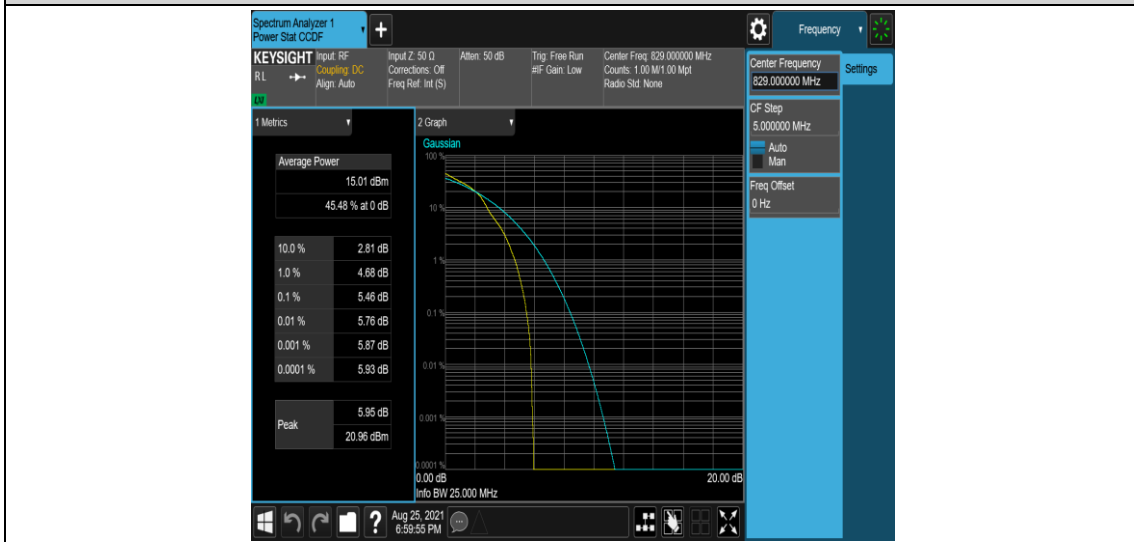 Spectrum Analyzer 1
Power Stat CCDF
Frequency
KEYSIGHT
RL
Input: RF
Coupling: DC
Align: Auto
Input Z: 50 Ω
Corrections: Off
Freq Ref: Int (S)
Atten: 50 dB
Trig: Free Run
#IF Gain: Low
Center Freq: 829.000000 MHz
Counts: 1.00 M/1.00 Mpt
Radio Std: None
Center Frequency
829.000000 MHz
Settings
CF Step
5.000000 MHz
Auto
Man
Freq Offset
0 Hz
1 Metrics
Average Power
15.01 dBm
45.48 % at 0 dB
10.0 % 2.81 dB
1.0 % 4.68 dB
0.1 % 5.46 dB
0.01 % 5.76 dB
0.001 % 5.87 dB
0.0001 % 5.93 dB
Peak
5.95 dB
20.96 dBm
2 Graph
Gaussian
100 %
10 %
1 %
0.1 %
0.01 %
0.001 %
0.0001 %
0.00 dB 20.00 dB
Info BW 25.000 MHz
?
Aug 25, 2021
6:59:55 PM